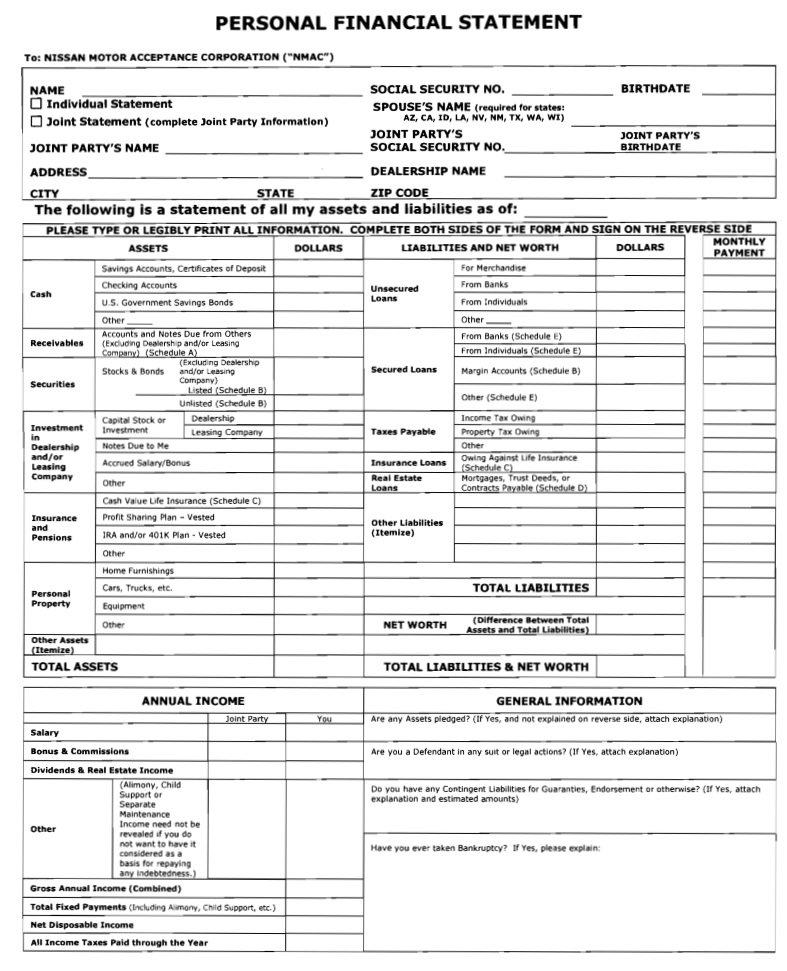 PERSONAL FINANCIAL STATEMENT
To: NISSAN MOTOR ACCEPTANCE CORPORATION ("NMAC")
NAME SOCIAL SECURITY NO. BIRTHDATE
Individual Statement SPOUSE'S NAME (required for states:
AZ, CA, ID, LA, NV, NM, TX, WA, WI)
Joint Statement (complete Joint Party Information)
JOINT PARTY'S JOINT PARTY'S
JOINT PARTY'S NAME SOCIAL SECURITY NO. BIRTHDATE
ADDRESS DEALERSHIP NAME
CITY STATE ZIP CODE
The following is a statement of all my assets and liabilities as of:
PLEASE TYPE OR LEGIBLY PRINT ALL INFORMATION. COMPLETE BOTH SIDES OF THE FORM AND SIGN ON THE REVERSE SIDE
ASSETS DOLLARS LIABILITIES AND NET WORTH DOLLARS MONTHLY
PAYMENT
Cash
Savings Accounts, Certificates of Deposit
Checking Accounts
U.S. Government Savings Bonds
Other
Receivables
Accounts and Notes Due from Others
(Excluding Dealership and/or Leasing
Company) (Schedule A)
Securities
Stocks & Bonds (Excluding Dealership
and/or Leasing
Company)
Listed (Schedule B)
Unlisted (Schedule B)
Investment
in
Dealership
and/or
Leasing
Company
Capital Stock or
Investment
Dealership
Leasing Company
Notes Due to Me
Accrued Salary/Bonus
Other
Insurance
and
Pensions
Cash Value Life Insurance (Schedule C)
Profit Sharing Plan – Vested
IRA and/or 401K Plan - Vested
Other
Personal
Property
Home Furnishings
Cars, Trucks, etc.
Equipment
Other
Other Assets
(Itemize)
TOTAL ASSETS
Unsecured
Loans
For Merchandise
From Banks
From Individuals
Other
Secured Loans
From Banks (Schedule E)
From Individuals (Schedule E)
Margin Accounts (Schedule B)
Other (Schedule E)
Taxes Payable
Income Tax Owing
Property Tax Owing
Other
Insurance Loans
Owing Against Life Insurance
(Schedule C)
Real Estate
Loans
Mortgages, Trust Deeds, or
Contracts Payable (Schedule D)
Other Liabilities
(Itemize)
TOTAL LIABILITIES
NET WORTH (Difference Between Total
Assets and Total Liabilities)
TOTAL LIABILITIES & NET WORTH
ANNUAL INCOME
Joint Party You
Salary
Bonus & Commissions
Dividends & Real Estate Income
Other
(Alimony, Child
Support or
Separate
Maintenance
Income need not be
revealed if you do
not want to have it
considered as a
basis for repaying
any indebtedness.)
Gross Annual Income (Combined)
Total Fixed Payments (Including Alimony, Child Support, etc.)
Net Disposable Income
All Income Taxes Paid through the Year
GENERAL INFORMATION
Are any Assets pledged? (If Yes, and not explained on reverse side, attach explanation)
Are you a Defendant in any suit or legal actions? (If Yes, attach explanation)
Do you have any Contingent Liabilities for Guaranties, Endorsement or otherwise? (If Yes, attach
explanation and estimated amounts)
Have you ever taken Bankruptcy? If Yes, please explain: